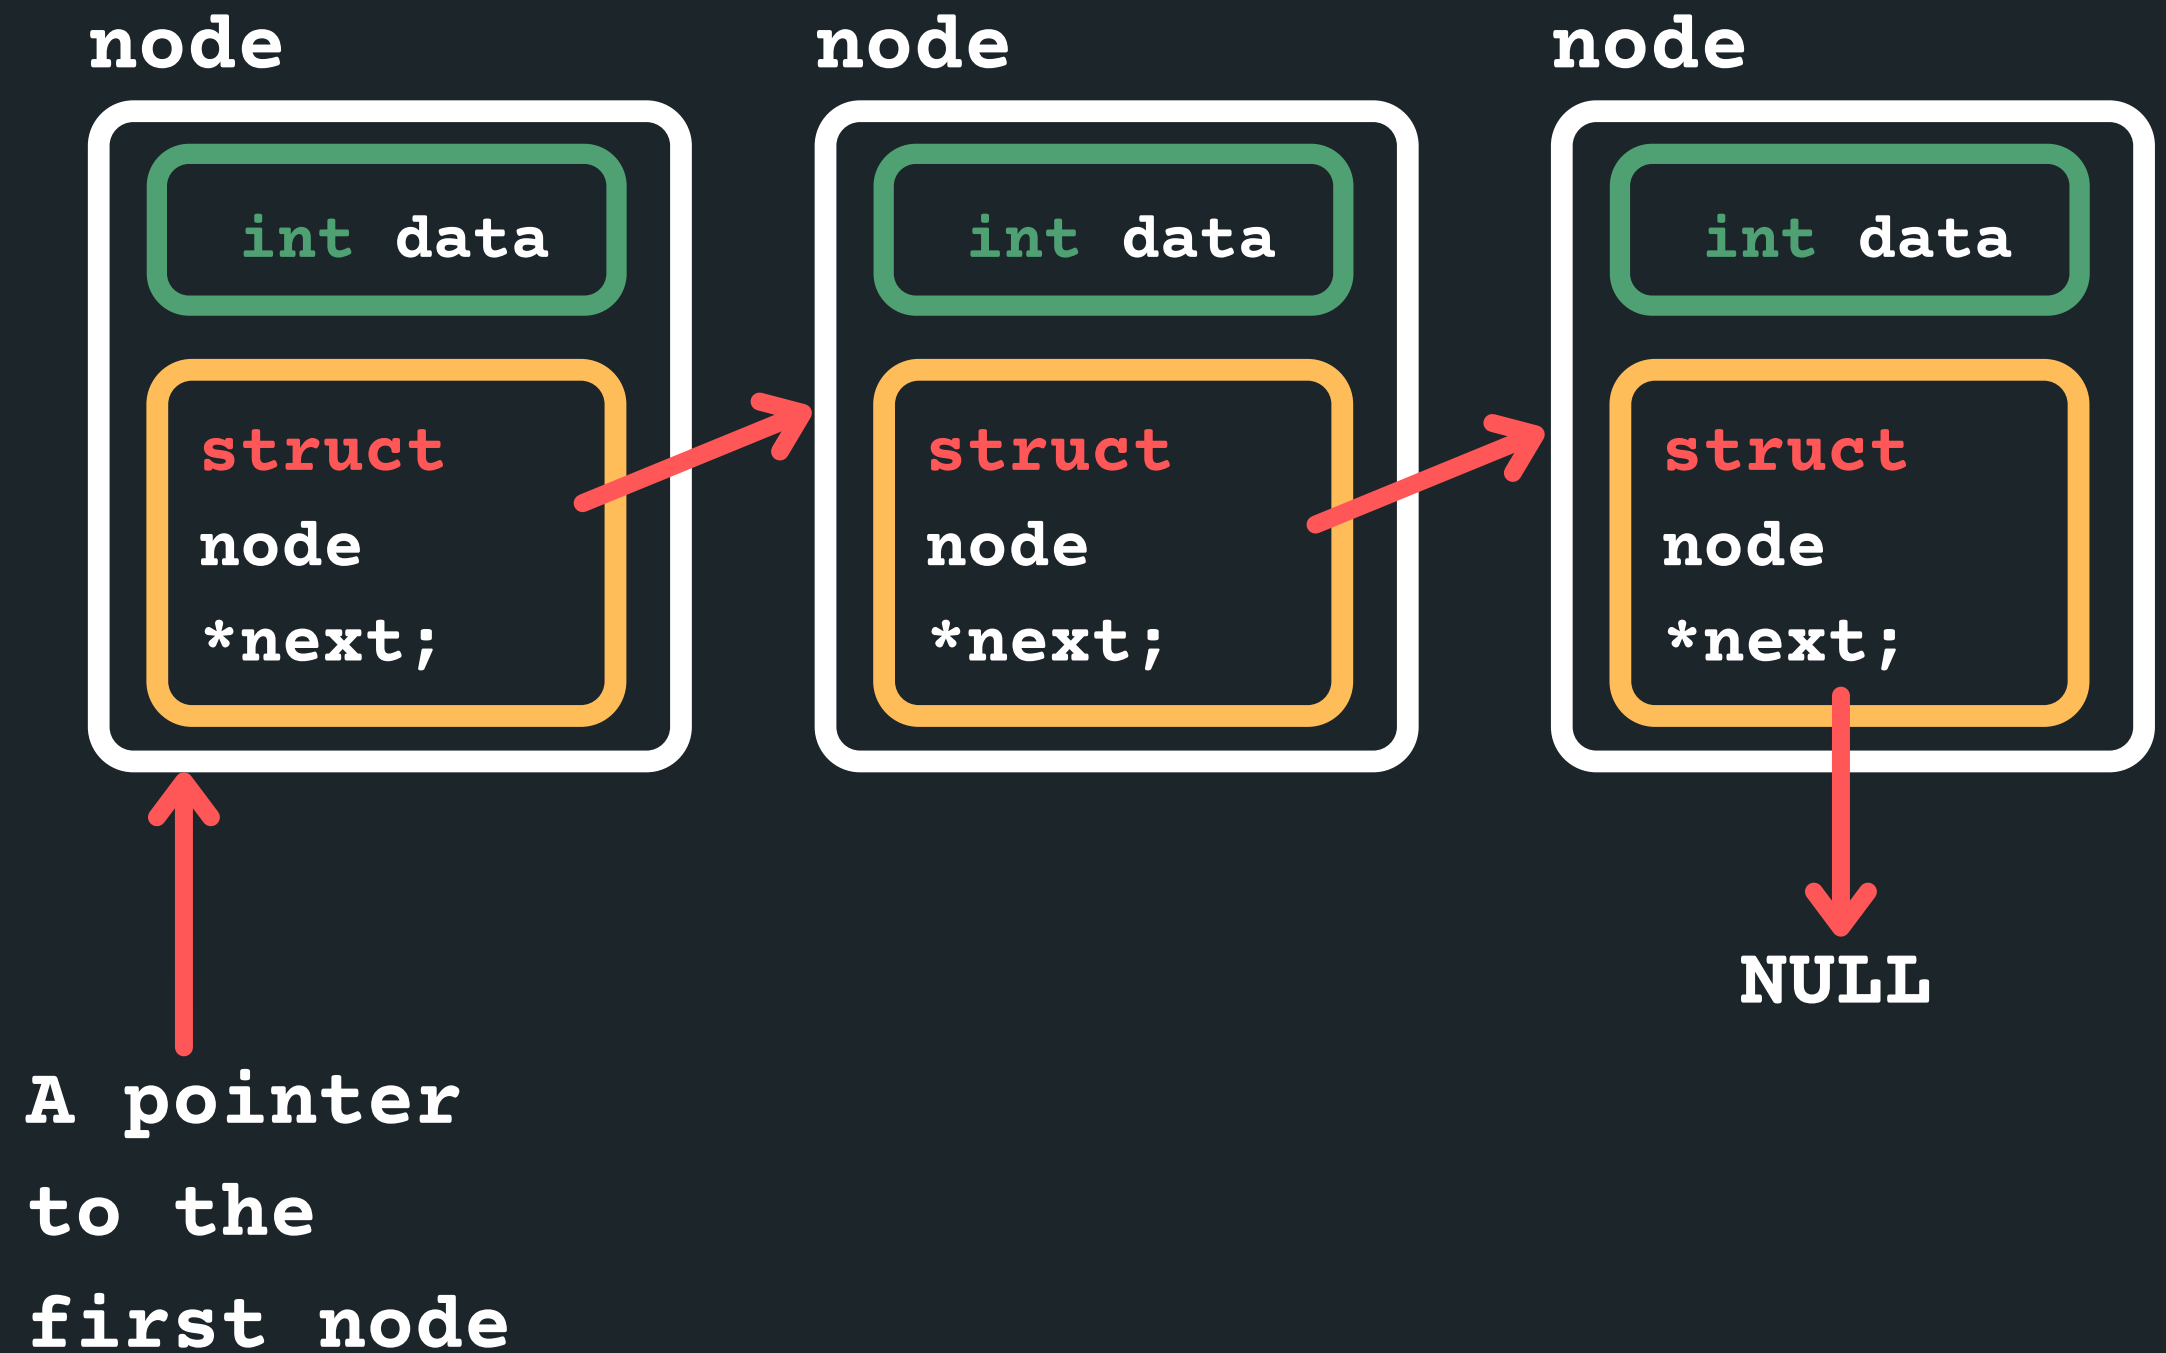 node
int data
struct
node
*next;
node
int data
struct
node
*next;
node
int data
struct
node
*next;
NULL
A pointer
to the
first node